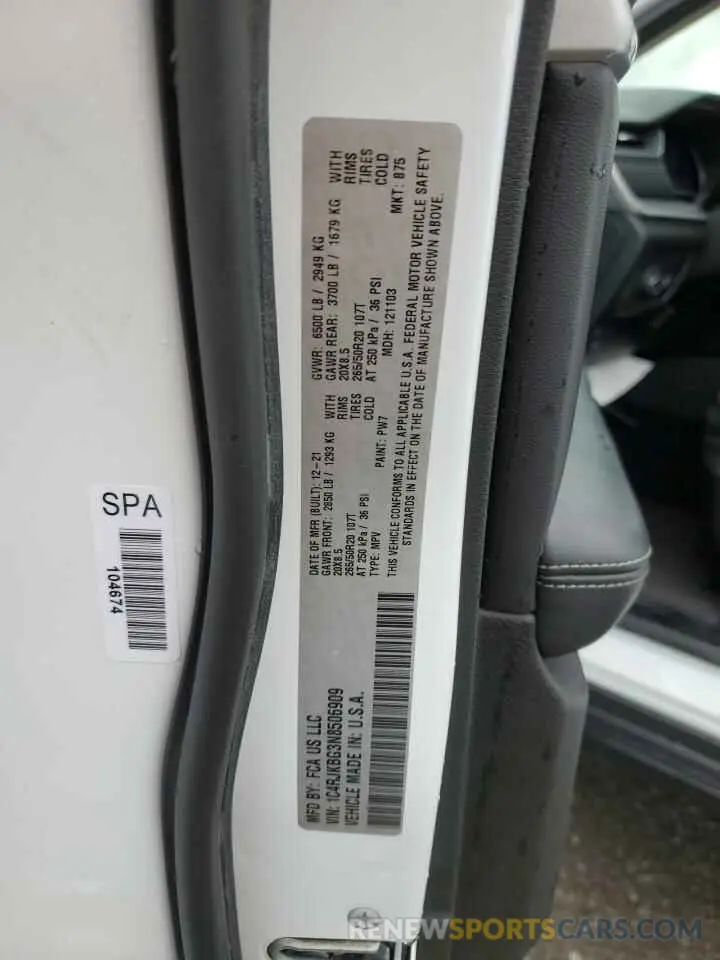 MFD BY: FCA US LLC
VIN: 1C4RJKBG3N8506909
VEHICLE MADE IN: U.S.A.
DATE OF MFR (BUILT): 12-21
GAWR FRONT: 2850 LB / 1293 KG WITH
20X8.5 RIMS
265/50R20 107T TIRES
AT 250 kPa / 36 PSI COLD
TYPE: MPV PAINT: PW7
GVWR: 6500 LB / 2949 KG
GAWR REAR: 3700 LB / 1679 KG WITH
20X8.5 RIMS
265/50R20 107T TIRES
AT 250 kPa / 36 PSI COLD
MDH: 121103 MKT: 875
THIS VEHICLE CONFORMS TO ALL APPLICABLE U.S.A. FEDERAL MOTOR VEHICLE SAFETY
STANDARDS IN EFFECT ON THE DATE OF MANUFACTURE SHOWN ABOVE.
SPA
104674
RENEWSPORTSCARS.COM